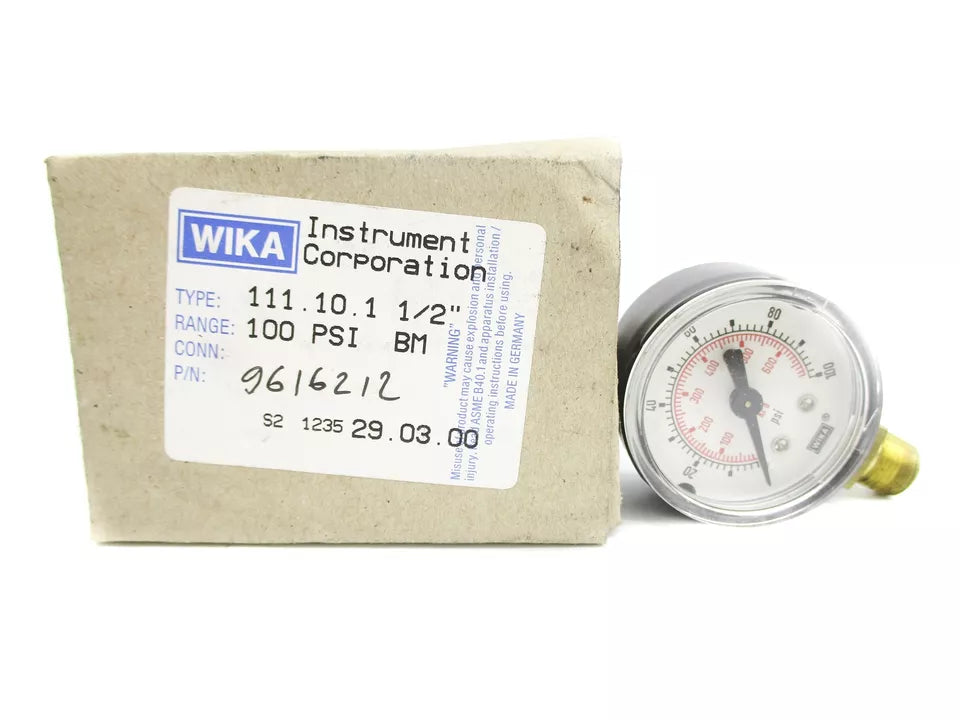 WIKA
Instrument
Corporation
TYPE: 111.10.1 1/2"
RANGE: 100 PSI BM
CONN:
P/N: 9616212
S2 1235 29.03.00
"WARNING"
Misuse of product may cause explosion and personal
injury. Read ASME B40.1 and apparatus installation /
operating instructions before using.
MADE IN GERMANY
20
40
60
80
100
100
200
300
400
600
psi
WIKA®